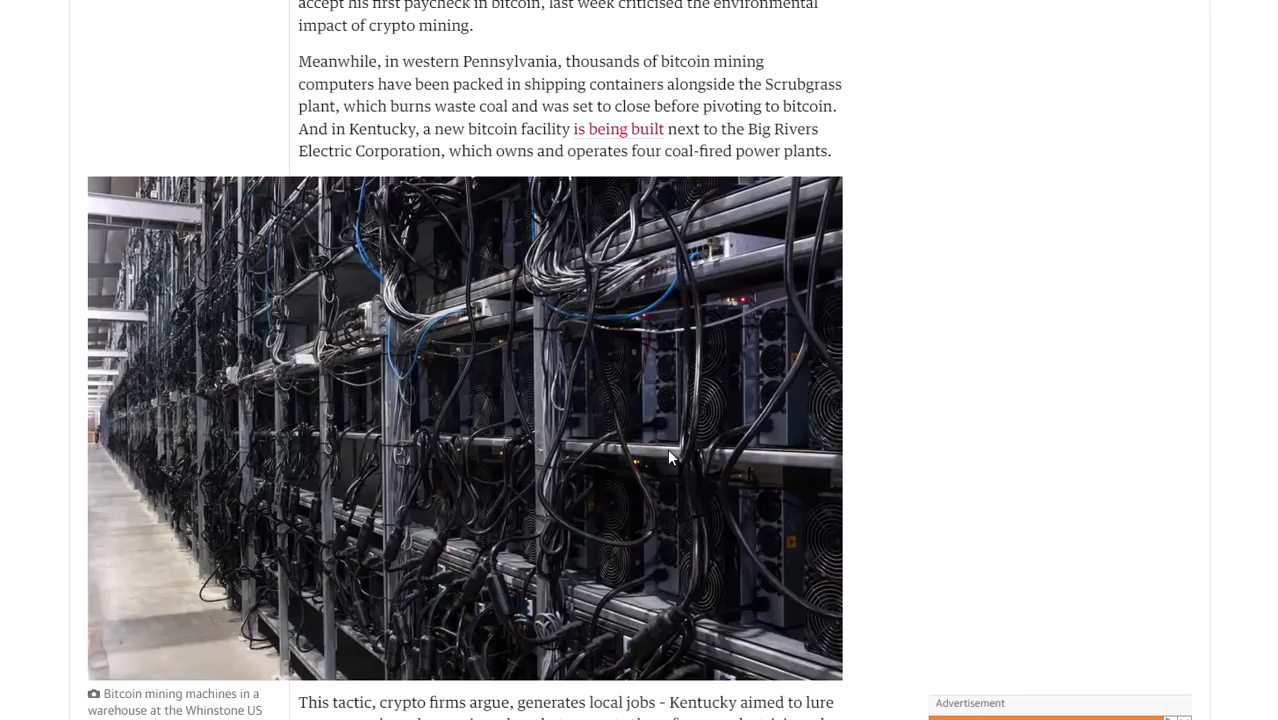 accept his first paycheck in bitcoin, last week criticised the environmental
impact of crypto mining.
Meanwhile, in western Pennsylvania, thousands of bitcoin mining
computers have been packed in shipping containers alongside the Scrubgrass
plant, which burns waste coal and was set to close before pivoting to bitcoin.
And in Kentucky, a new bitcoin facility is being built next to the Big Rivers
Electric Corporation, which owns and operates four coal-fired power plants.
Bitcoin mining machines in a
warehouse at the Whinstone US
This tactic, crypto firms argue, generates local jobs – Kentucky aimed to lure
Advertisement